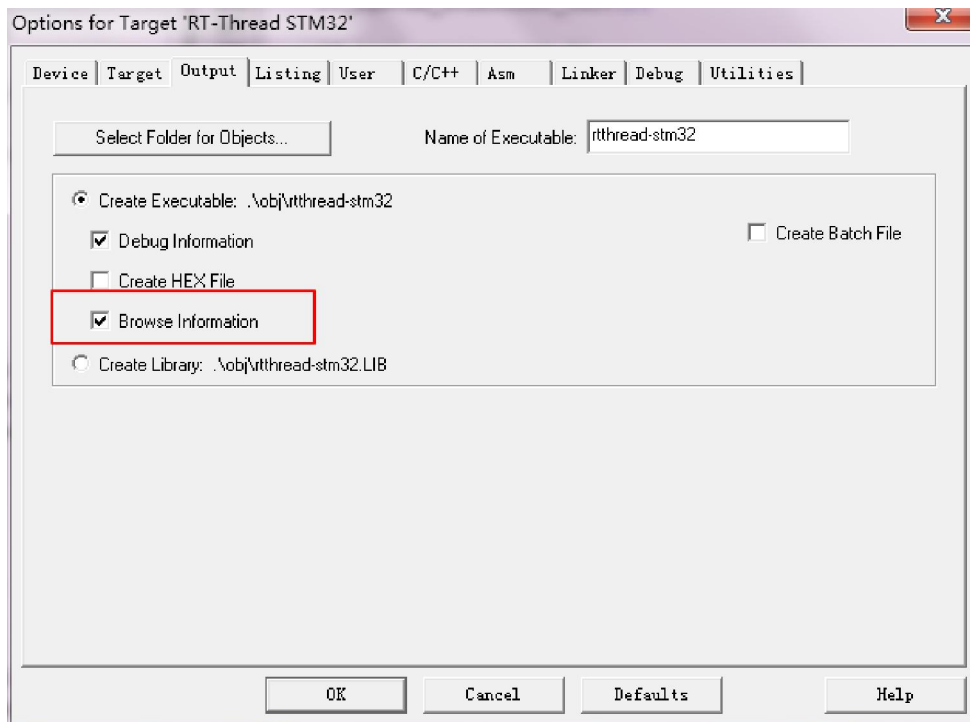 Options for Target 'RT-Thread STM32'
Device Target Output Listing User C/C++ Asm Linker Debug Utilities
Select Folder for Objects... Name of Executable: rtthread-stm32
Create Executable: .\obj\rtthread-stm32
Debug Information Create Batch File
Create HEX File
Browse Information
Create Library: .\obj\rtthread-stm32.LIB
OK Cancel Defaults Help